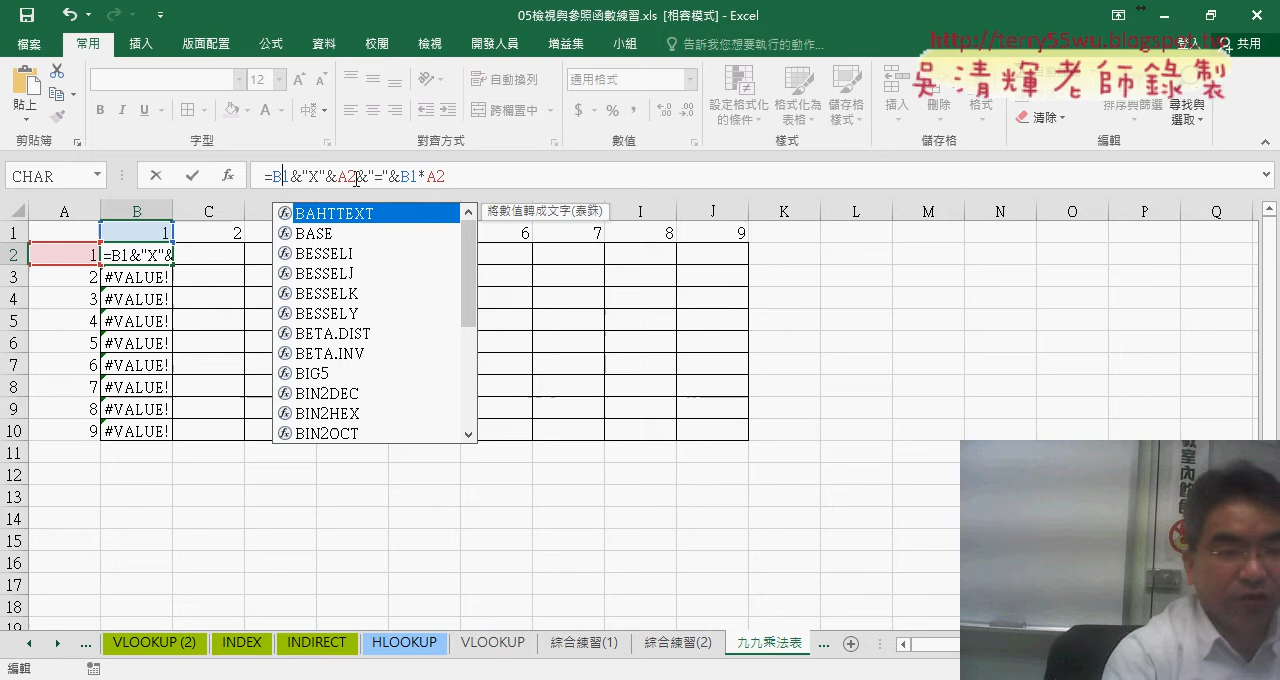 05檢視與參照函數練習.xls [相容模式] - Excel
http://terry55wu.blogspot.tw
吳清輝老師錄製
檔案 常用 插入 版面配置 公式 資料 校閱 檢視 開發人員 增益集 小組 告訴我您想要執行的動作... 登入 共用
貼上 12 A A 自動換列 通用格式 設定格式化的條件 格式化為表格 儲存格樣式 插入 刪除 格式 清除 排序與篩選 尋找與選取
B I U A 中 跨欄置中 $ % ,
剪貼簿 字型 對齊方式 數值 樣式 儲存格 編輯
CHAR fx =B1&"X"&A2&"="&B1*A2
A B C I J K L M N O P Q
1 1 2 6 7 8 9
2 1 =B1&"X"&
3 2 #VALUE!
4 3 #VALUE!
5 4 #VALUE!
6 5 #VALUE!
7 6 #VALUE!
8 7 #VALUE!
9 8 #VALUE!
10 9 #VALUE!
11
12
13
14
15
16
17
18
19
BAHTTEXT 將數值轉成文字(泰銖)
BASE
BESSELI
BESSELJ
BESSELK
BESSELY
BETA.DIST
BETA.INV
BIG5
BIN2DEC
BIN2HEX
BIN2OCT
... VLOOKUP (2) INDEX INDIRECT HLOOKUP VLOOKUP 綜合練習(1) 綜合練習(2) 九九乘法表 ...
編輯